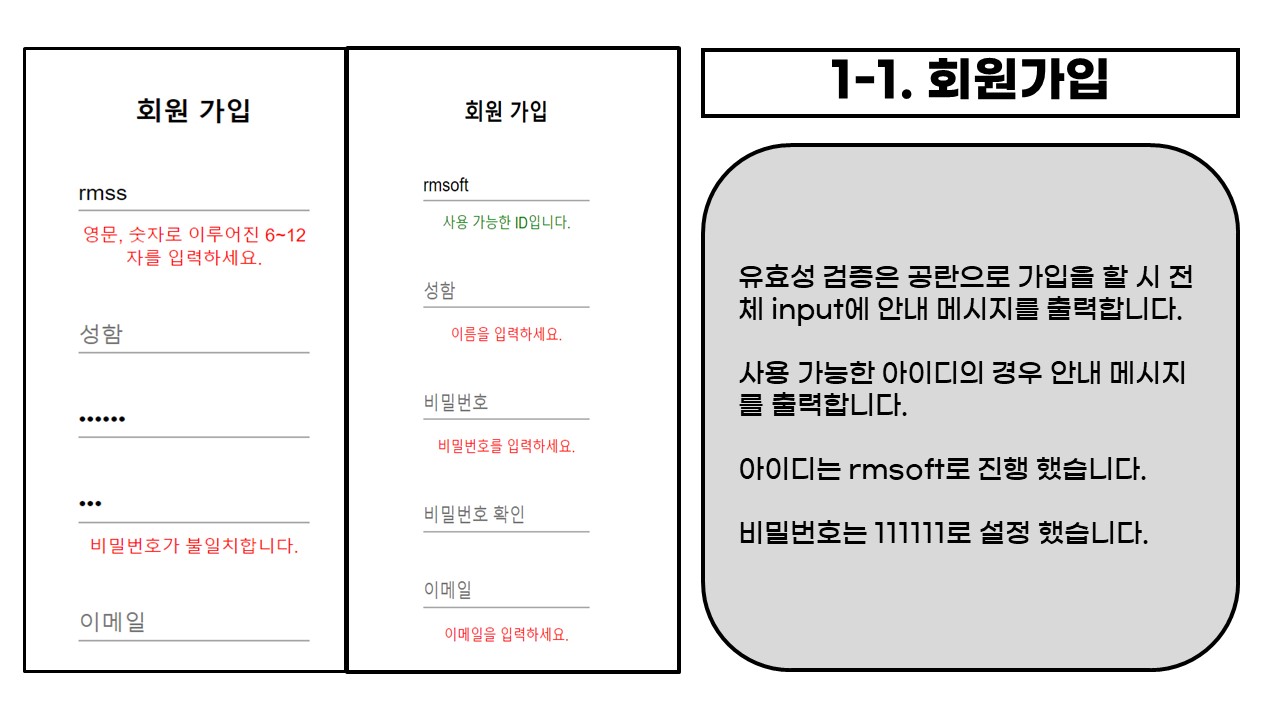 회원 가입
rmss
영문, 숫자로 이루어진 6~12
자를 입력하세요.
성함
••••••
•••
비밀번호가 불일치합니다.
이메일
회원 가입
rmsoft
사용 가능한 ID입니다.
성함
이름을 입력하세요.
비밀번호
비밀번호를 입력하세요.
비밀번호 확인
이메일
이메일을 입력하세요.
1-1. 회원가입
유효성 검증은 공란으로 가입을 할 시 전
체 input에 안내 메시지를 출력합니다.
사용 가능한 아이디의 경우 안내 메시지
를 출력합니다.
아이디는 rmsoft로 진행 했습니다.
비밀번호는 111111로 설정 했습니다.